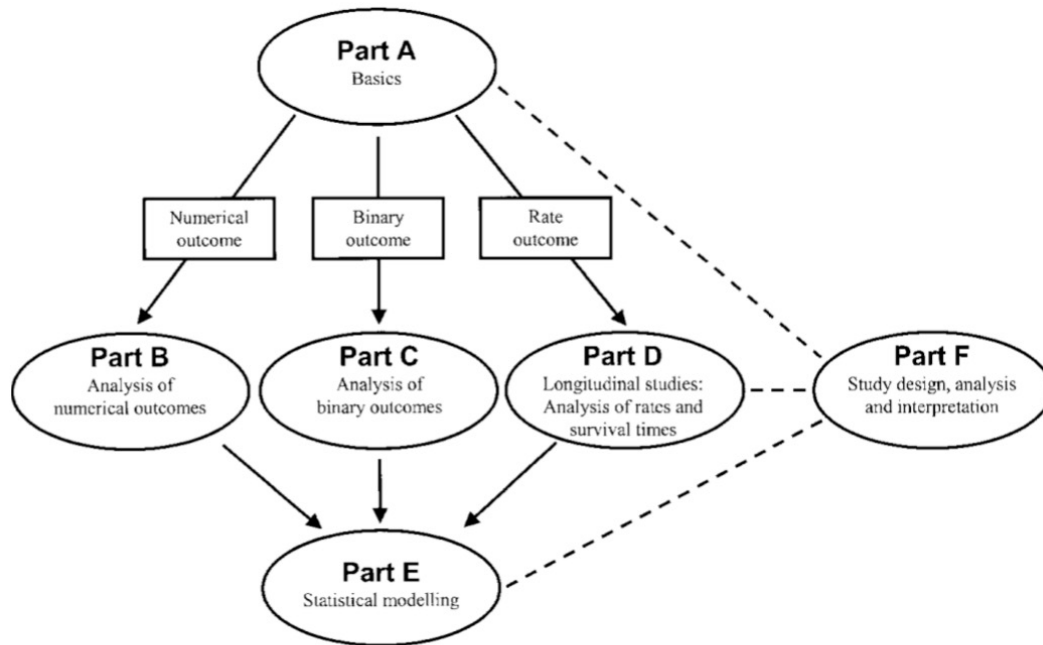 Part A
Basics
Numerical
outcome
Binary
outcome
Rate
outcome
Part B
Analysis of
numerical outcomes
Part C
Analysis of
binary outcomes
Part D
Longitudinal studies:
Analysis of rates and
survival times
Part F
Study design, analysis
and interpretation
Part E
Statistical modelling